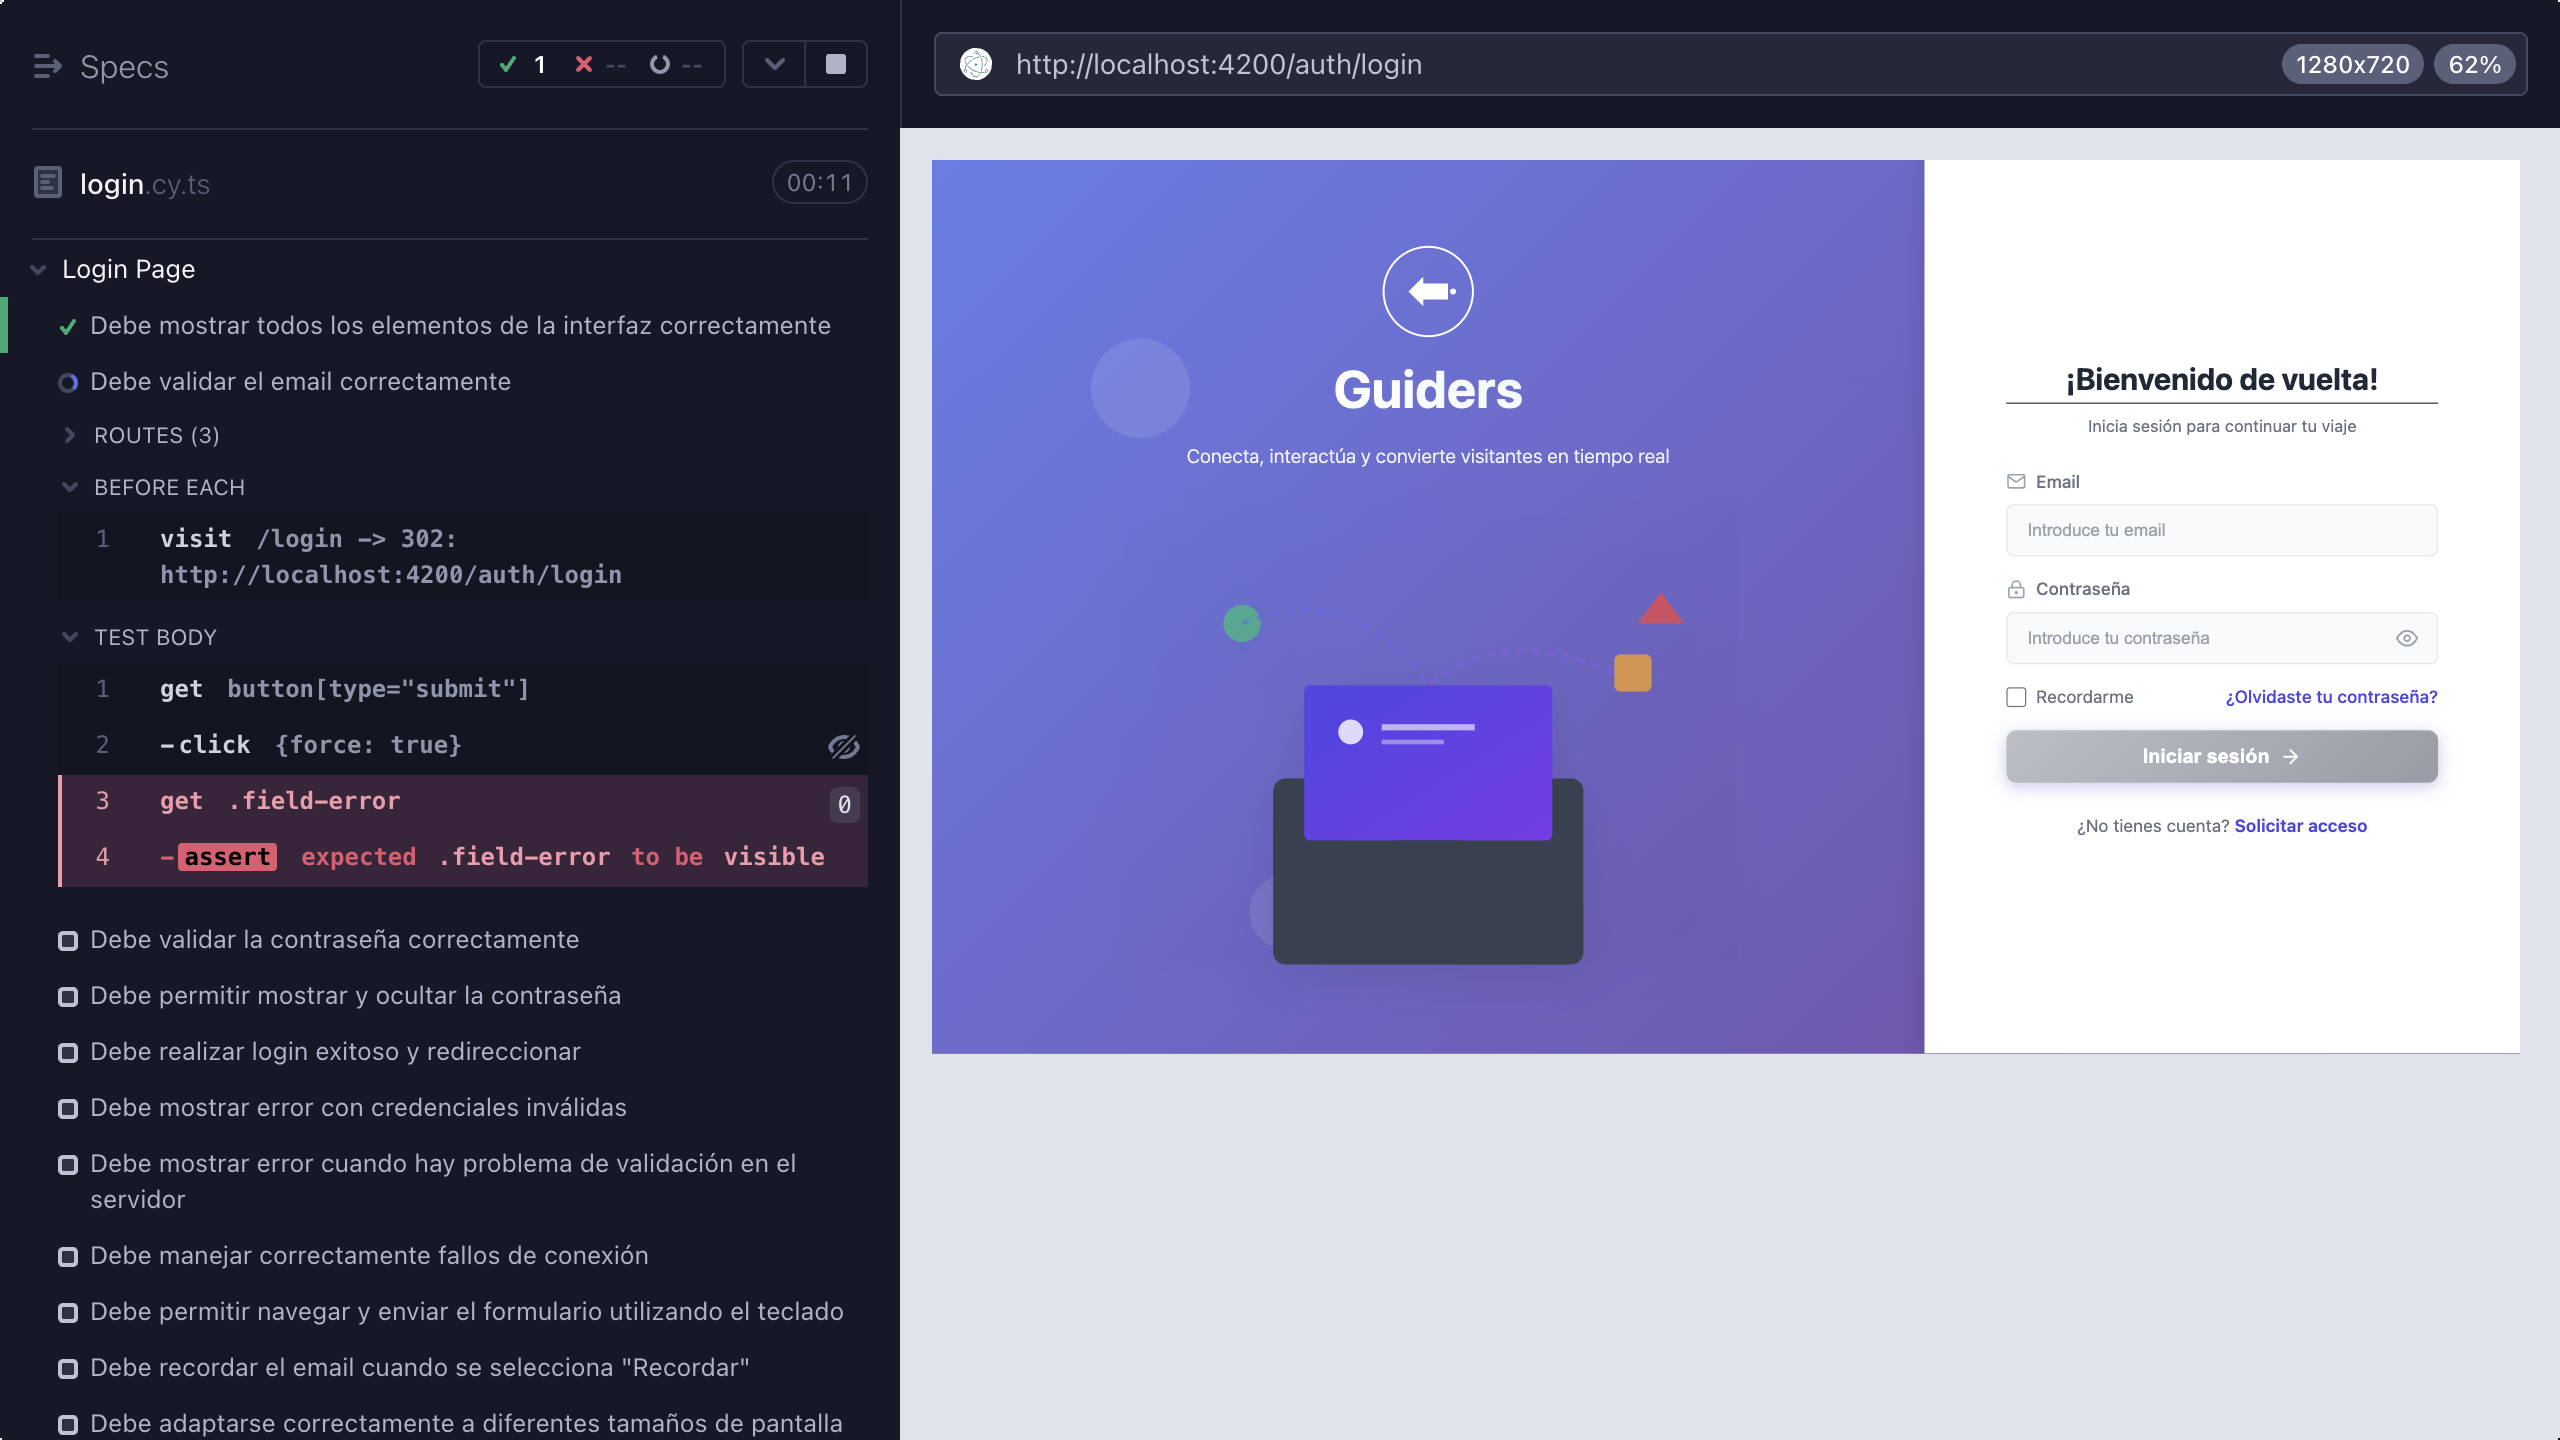 Specs
1 -- --
login.cy.ts
00:11
Login Page
Debe mostrar todos los elementos de la interfaz correctamente
Debe validar el email correctamente
ROUTES (3)
BEFORE EACH
1 visit /login -> 302:
http://localhost:4200/auth/login
TEST BODY
1 get button[type="submit"]
2 -click {force: true}
3 get .field-error 0
4 -assert expected .field-error to be visible
Debe validar la contraseña correctamente
Debe permitir mostrar y ocultar la contraseña
Debe realizar login exitoso y redireccionar
Debe mostrar error con credenciales inválidas
Debe mostrar error cuando hay problema de validación en el
servidor
Debe manejar correctamente fallos de conexión
Debe permitir navegar y enviar el formulario utilizando el teclado
Debe recordar el email cuando se selecciona "Recordar"
Debe adaptarse correctamente a diferentes tamaños de pantalla
http://localhost:4200/auth/login
1280x720 62%
Guiders
Conecta, interactúa y convierte visitantes en tiempo real
¡Bienvenido de vuelta!
Inicia sesión para continuar tu viaje
Email
Introduce tu email
Contraseña
Introduce tu contraseña
Recordarme ¿Olvidaste tu contraseña?
Iniciar sesión →
¿No tienes cuenta? Solicitar acceso